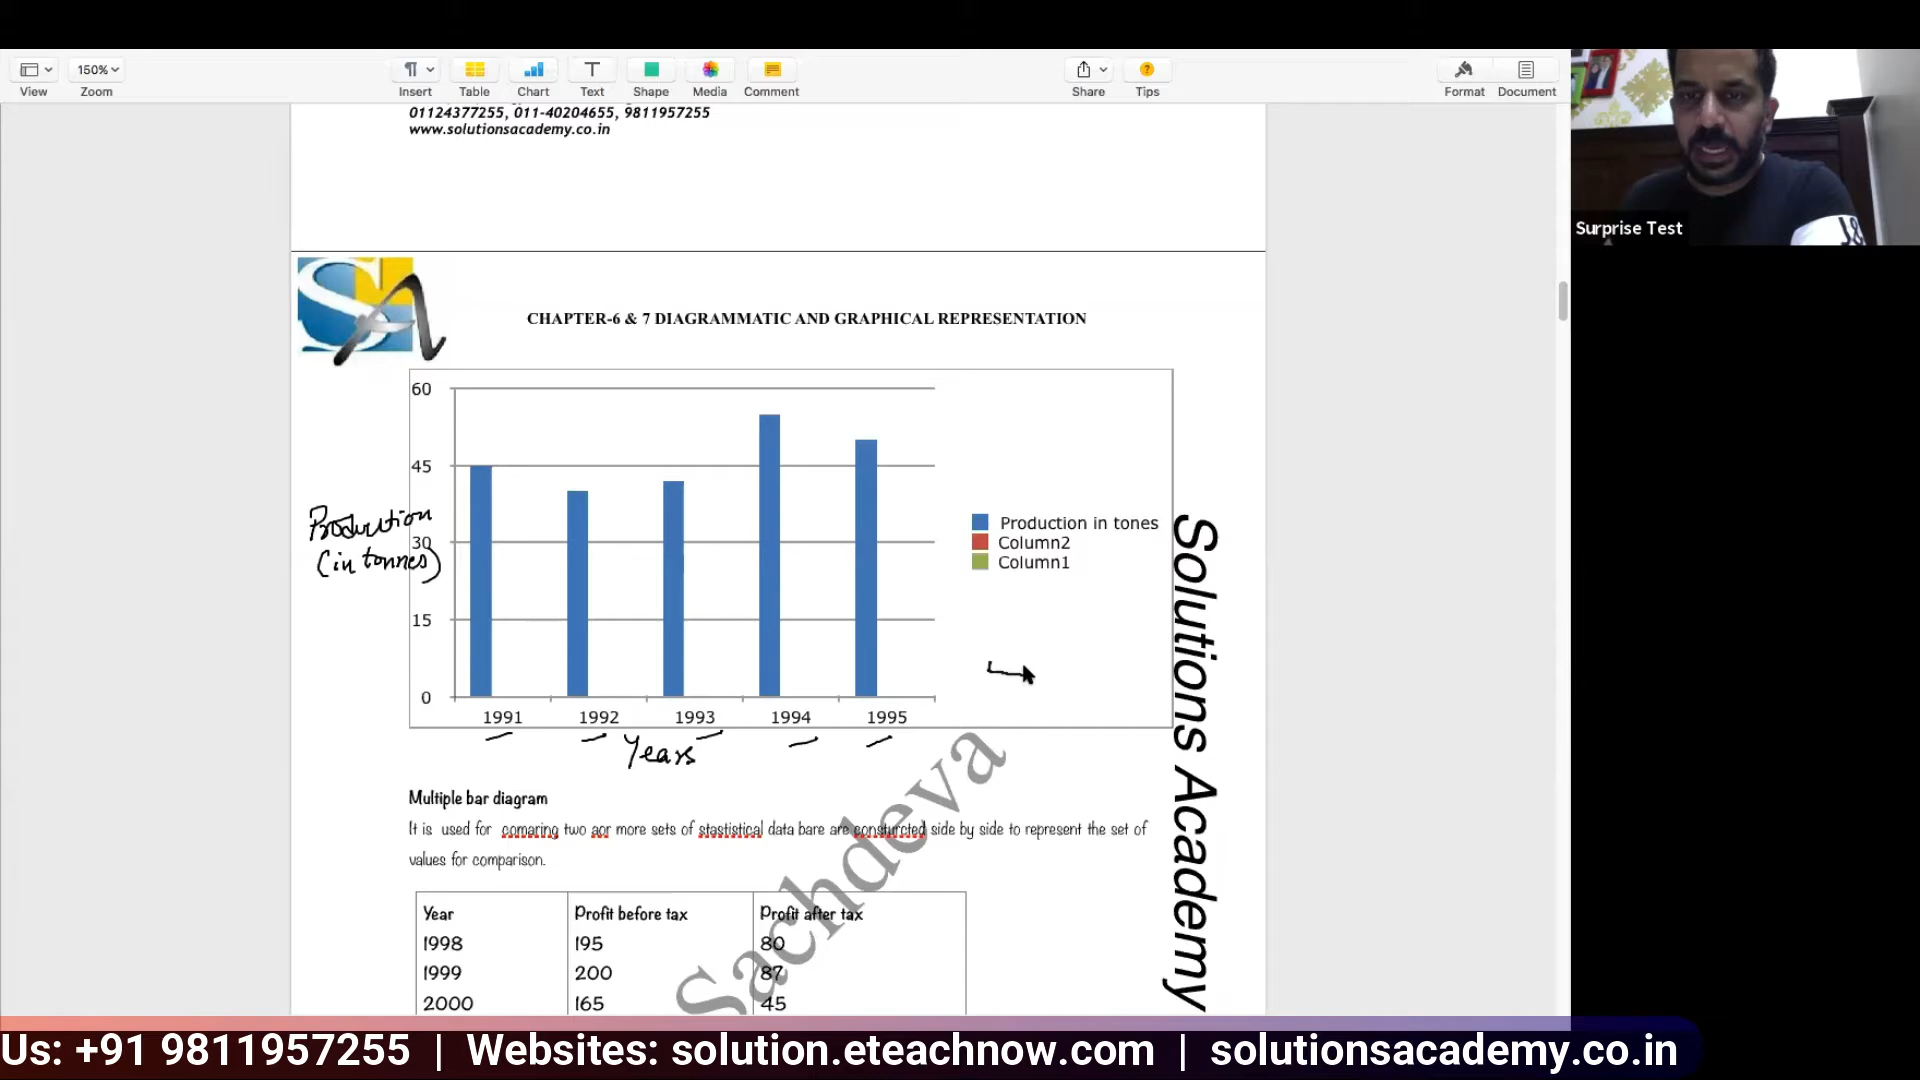 150%
View
Zoom
Insert
Table
Chart
Text
Shape
Media
Comment
Share
Tips
Format
Document
01124377255, 011-40204655, 9811957255
www.solutionsacademy.co.in
Surprise Test
SA
CHAPTER-6 & 7 DIAGRAMMATIC AND GRAPHICAL REPRESENTATION
60
45
30
15
0
Production
(in tonnes)
1991 1992 1993 1994 1995
Years
Production in tones
Column2
Column1
Solutions Academy
Sachdeva
Multiple bar diagram
It is used for comaring two aor more sets of stastistical data bare are consturcted side by side to represent the set of
values for comparison.
Year Profit before tax Profit after tax
1998 195 80
1999 200 87
2000 165 45
Us: +91 9811957255 | Websites: solution.eteachnow.com | solutionsacademy.co.in